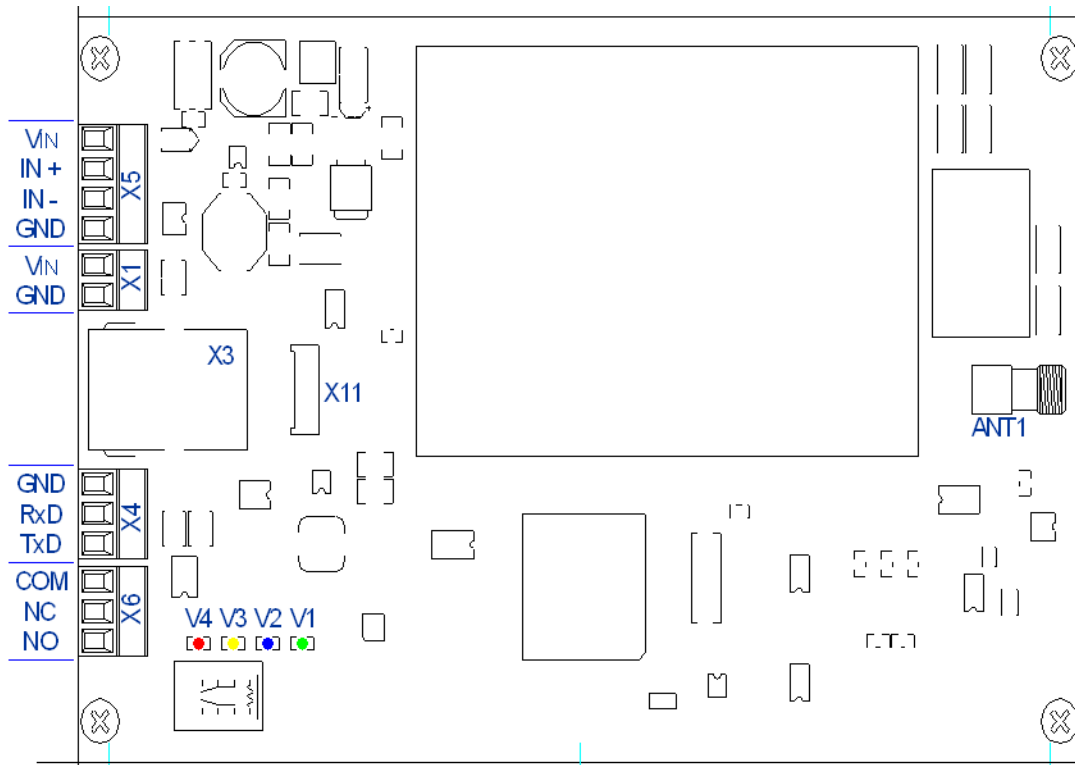 VIN
IN +
IN -
GND
X5
VIN
GND
X1
X3
X11
ANT1
GND
RxD
TxD
X4
COM
NC
NO
X6
V4 V3 V2 V1